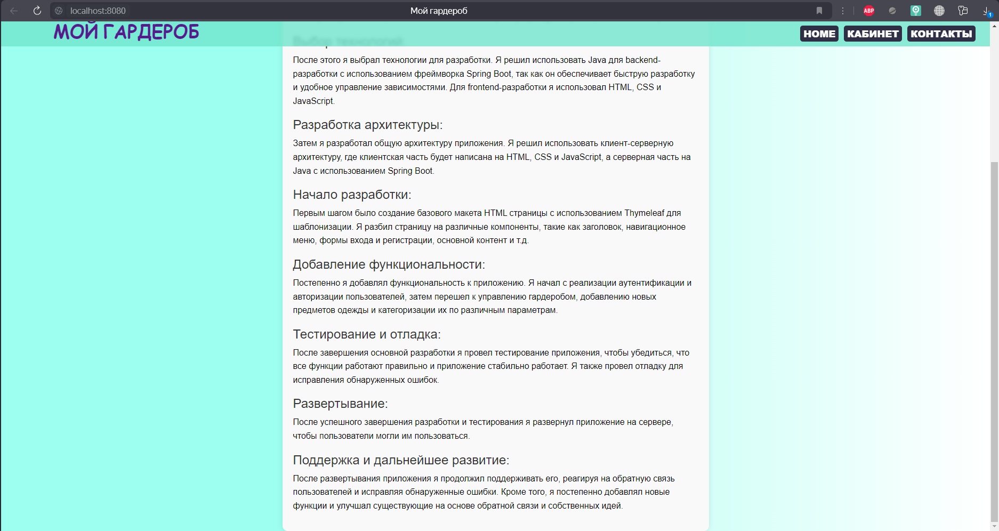 localhost:8080
Мой гардероб
1
МОЙ ГАРДЕРОБ
HOME КАБИНЕТ КОНТАКТЫ
ABP
Выбор технологий:
После этого я выбрал технологии для разработки. Я решил использовать Java для backend-
разработки с использованием фреймворка Spring Boot, так как он обеспечивает быструю разработку
и удобное управление зависимостями. Для frontend-разработки я использовал HTML, CSS и
JavaScript.
Разработка архитектуры:
Затем я разработал общую архитектуру приложения. Я решил использовать клиент-серверную
архитектуру, где клиентская часть будет написана на HTML, CSS и JavaScript, а серверная часть на
Java с использованием Spring Boot.
Начало разработки:
Первым шагом было создание базового макета HTML страницы с использованием Thymeleaf для
шаблонизации. Я разбил страницу на различные компоненты, такие как заголовок, навигационное
меню, формы входа и регистрации, основной контент и т.д.
Добавление функциональности:
Постепенно я добавлял функциональность к приложению. Я начал с реализации аутентификации и
авторизации пользователей, затем перешел к управлению гардеробом, добавлению новых
предметов одежды и категоризации их по различным параметрам.
Тестирование и отладка:
После завершения основной разработки я провел тестирование приложения, чтобы убедиться, что
все функции работают правильно и приложение стабильно работает. Я также провел отладку для
исправления обнаруженных ошибок.
Развертывание:
После успешного завершения разработки и тестирования я развернул приложение на сервере,
чтобы пользователи могли им пользоваться.
Поддержка и дальнейшее развитие:
После развертывания приложения я продолжил поддерживать его, реагируя на обратную связь
пользователей и исправляя обнаруженные ошибки. Кроме того, я постепенно добавлял новые
функции и улучшал существующие на основе обратной связи и собственных идей.